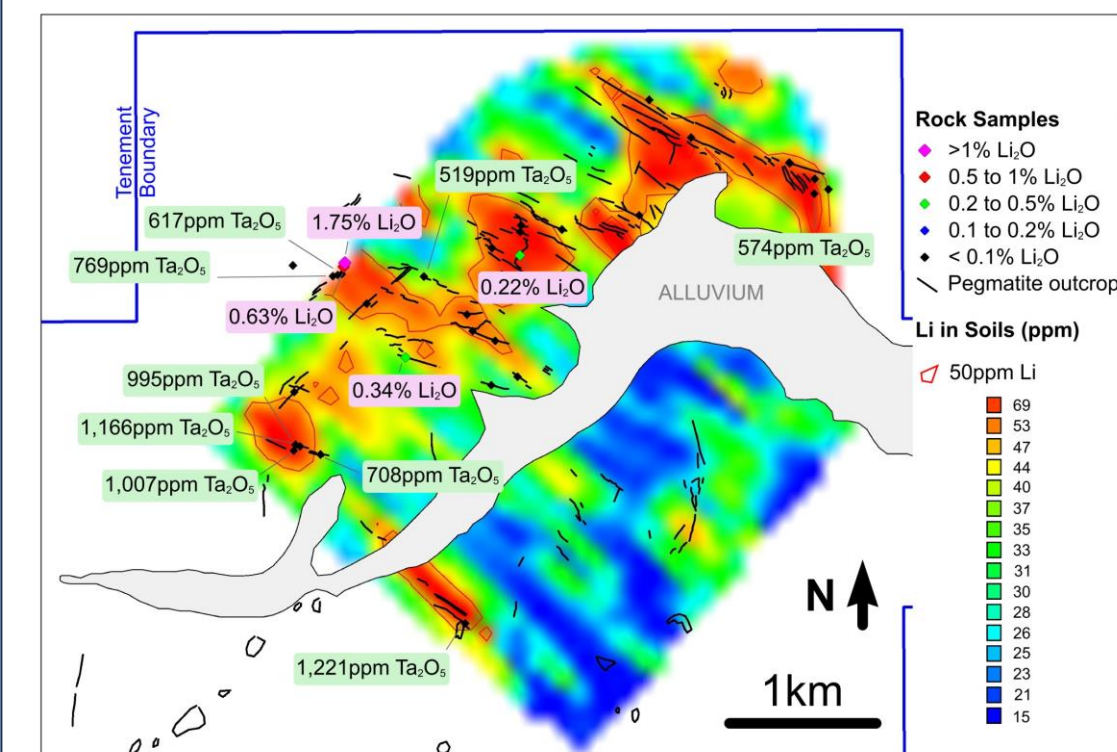 Tenement
Boundary
519ppm Ta₂O₅
617ppm Ta₂O₅
1.75% Li₂O
769ppm Ta₂O₅
0.63% Li₂O
0.22% Li₂O
574ppm Ta₂O₅
ALLUVIUM
995ppm Ta₂O₅
0.34% Li₂O
1,166ppm Ta₂O₅
1,007ppm Ta₂O₅
708ppm Ta₂O₅
1,221ppm Ta₂O₅
N
1km
Rock Samples
>1% Li₂O
0.5 to 1% Li₂O
0.2 to 0.5% Li₂O
0.1 to 0.2% Li₂O
< 0.1% Li₂O
Pegmatite outcrop
Li in Soils (ppm)
50ppm Li
69
53
47
44
40
37
35
33
31
30
28
26
25
23
21
15